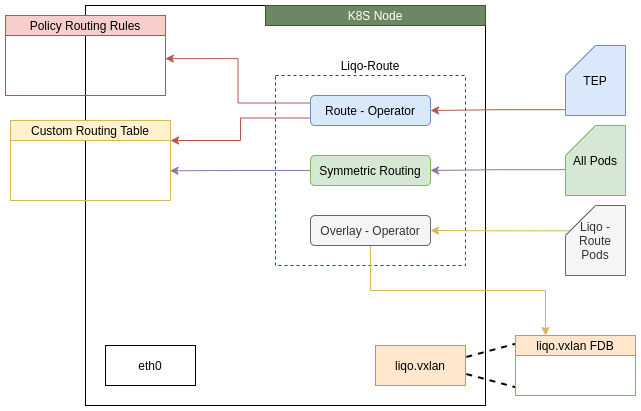 K8S Node
Policy Routing Rules
Liqo-Route
TEP
Route - Operator
Custom Routing Table
All Pods
Symmetric Routing
Liqo -
Route
Pods
Overlay - Operator
eth0
liqo.vxlan
liqo.vxlan FDB